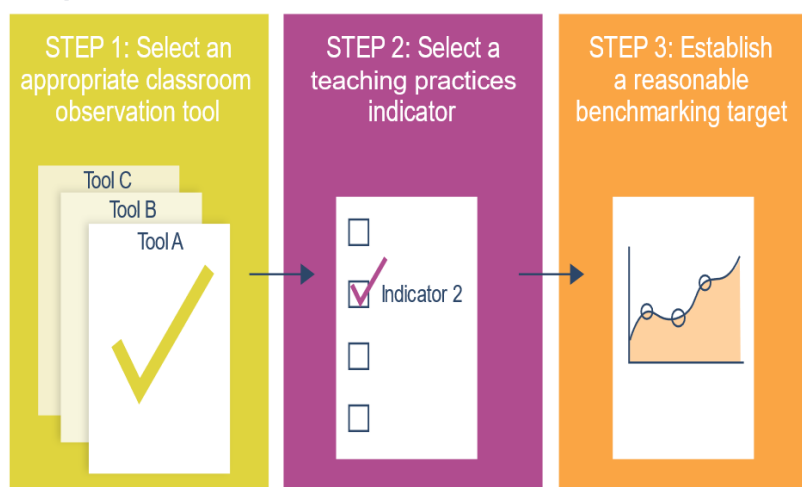 STEP 1: Select an
appropriate classroom
observation tool
Tool C
Tool B
Tool A
STEP 2: Select a
teaching practices
indicator
Indicator 2
STEP 3: Establish
a reasonable
benchmarking target